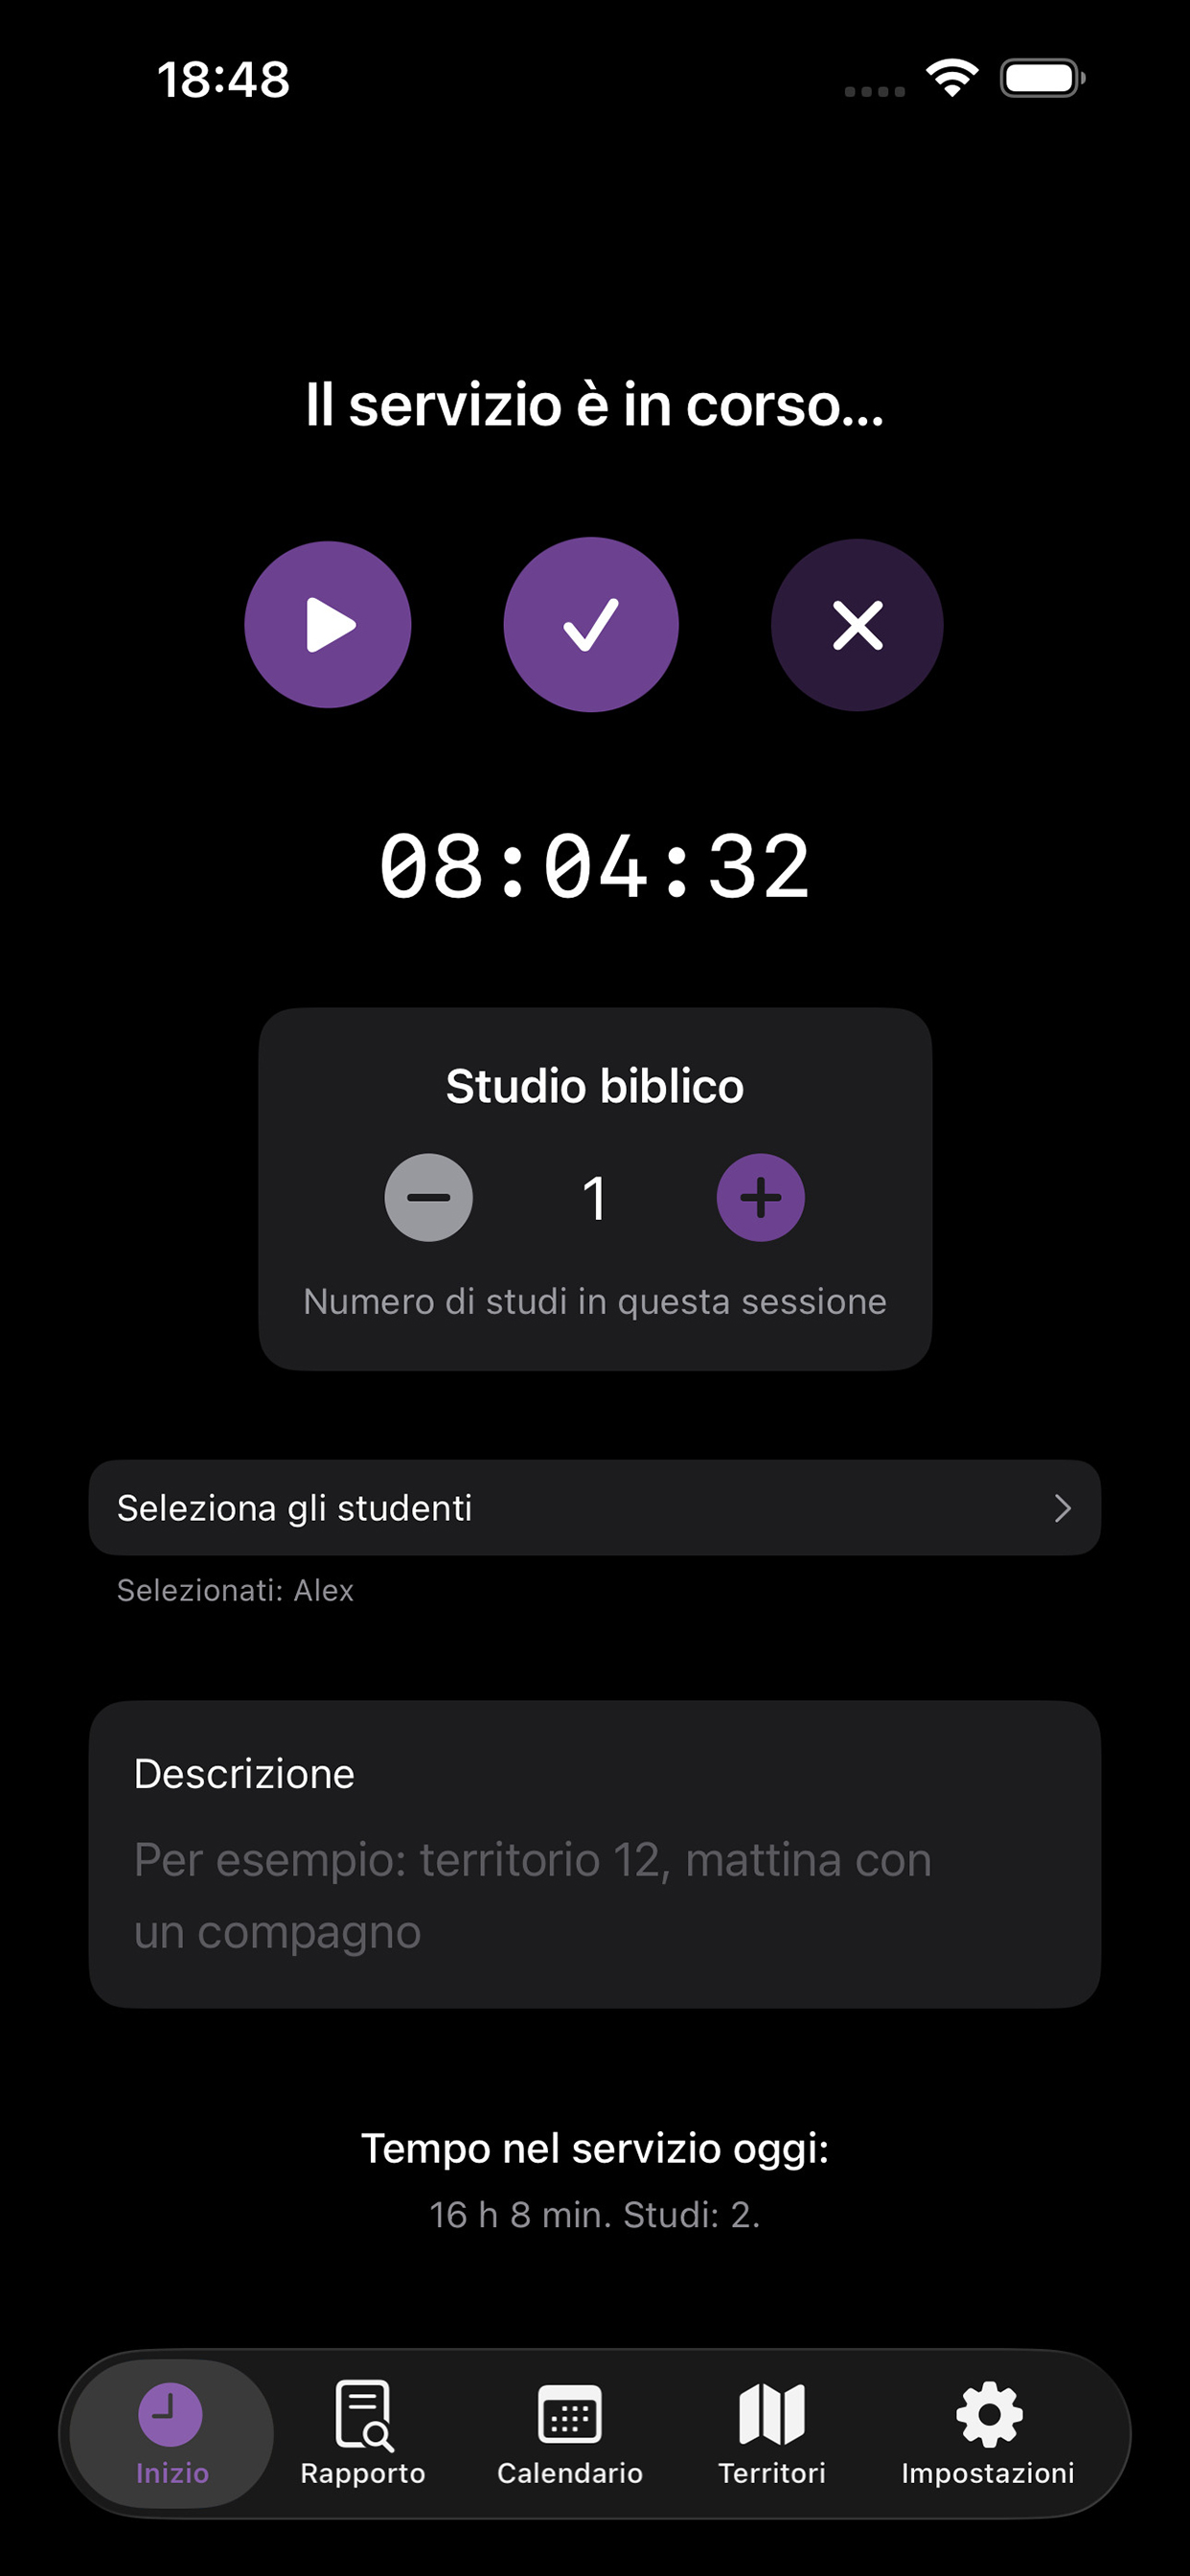 18:48
Il servizio è in corso...
08:04:32
Studio biblico
1
Numero di studi in questa sessione
Seleziona gli studenti
Selezionati: Alex
Descrizione
Per esempio: territorio 12, mattina con
un compagno
Tempo nel servizio oggi:
16 h 8 min. Studi: 2.
Inizio
Rapporto
Calendario
Territori
Impostazioni